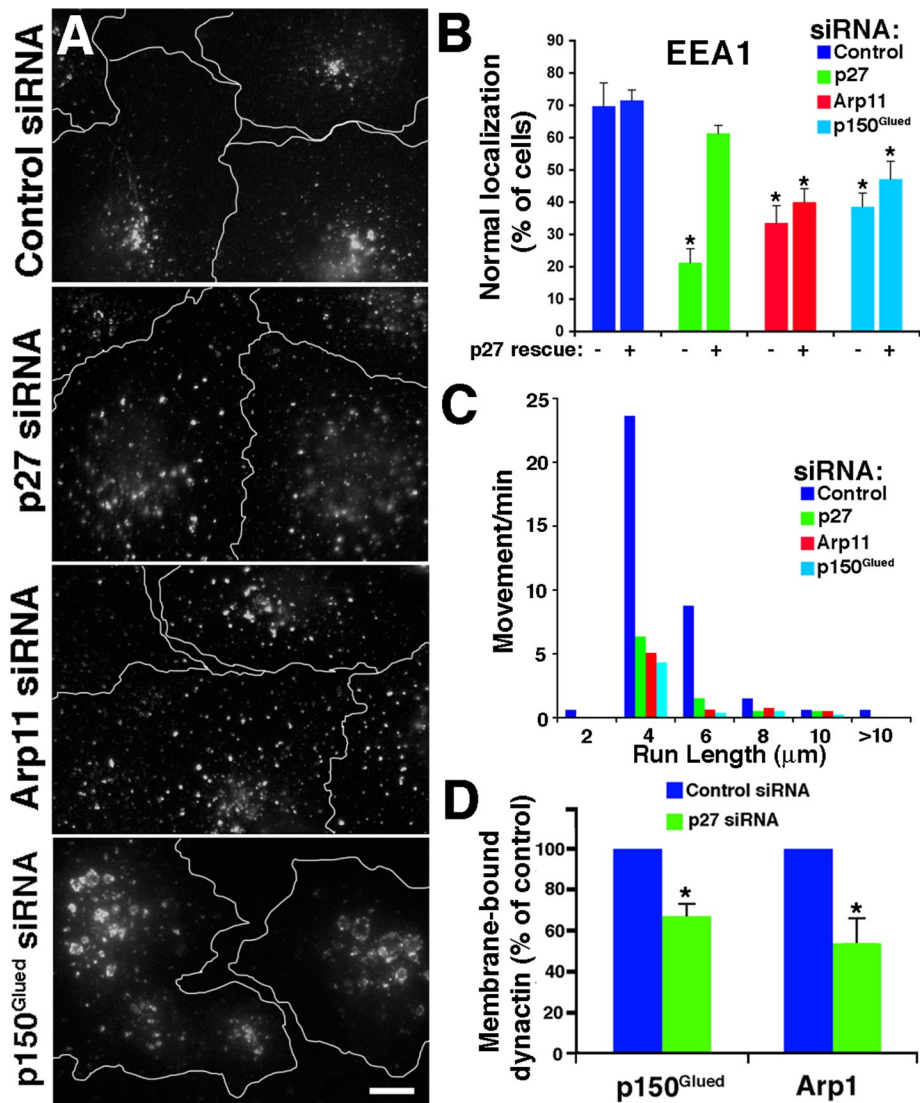 A
Control siRNA
p27 siRNA
Arp11 siRNA
p150Glued siRNA
B
EEA1
siRNA:
Control
p27
Arp11
p150Glued
Normal localization
(% of cells)
90
80
70
60
50
40
30
20
10
0
* * * * *
p27 rescue: - + - + - + - +
C
siRNA:
Control
p27
Arp11
p150Glued
Movement/min
25
20
15
10
5
0
2 4 6 8 10 >10
Run Length (μm)
D
Control siRNA
p27 siRNA
Membrane-bound
dynactin (% of control)
100
80
60
40
20
0
* *
p150Glued Arp1